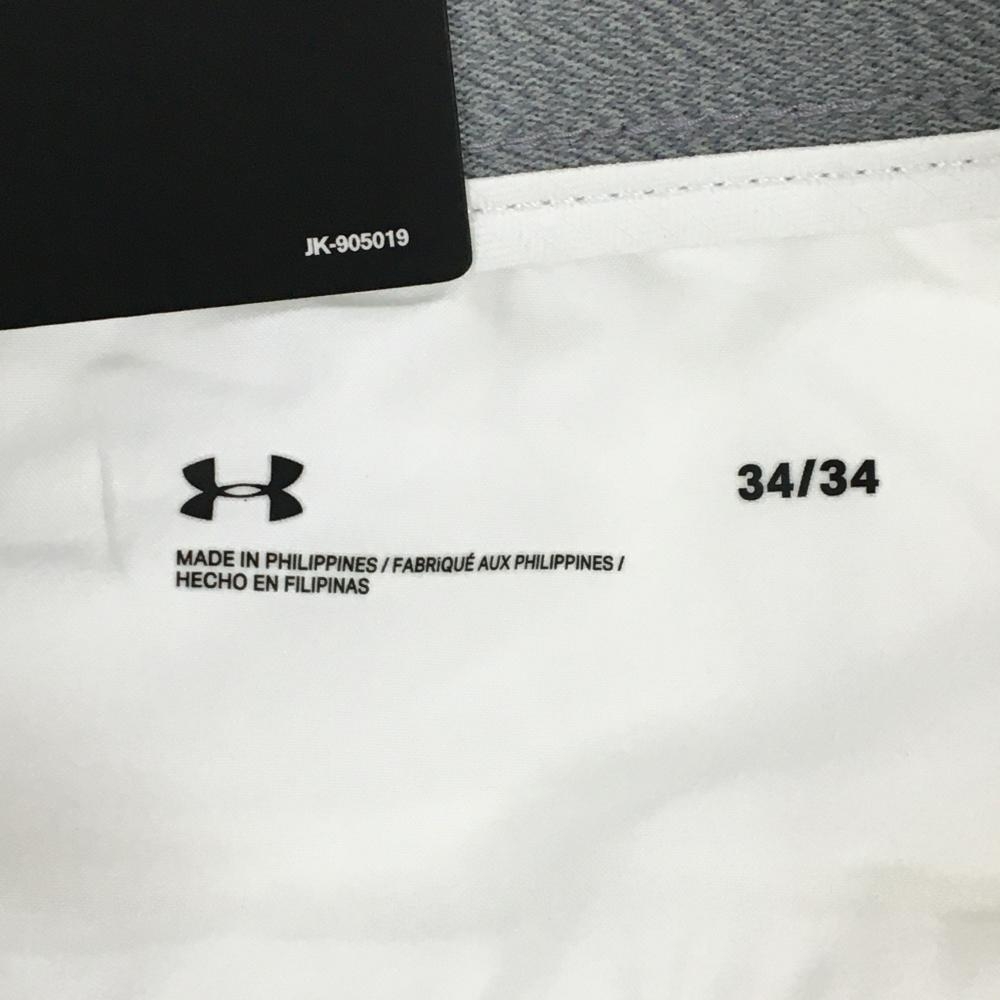 JK-905019
34/34
MADE IN PHILIPPINES / FABRIQUÉ AUX PHILIPPINES /
HECHO EN FILIPINAS